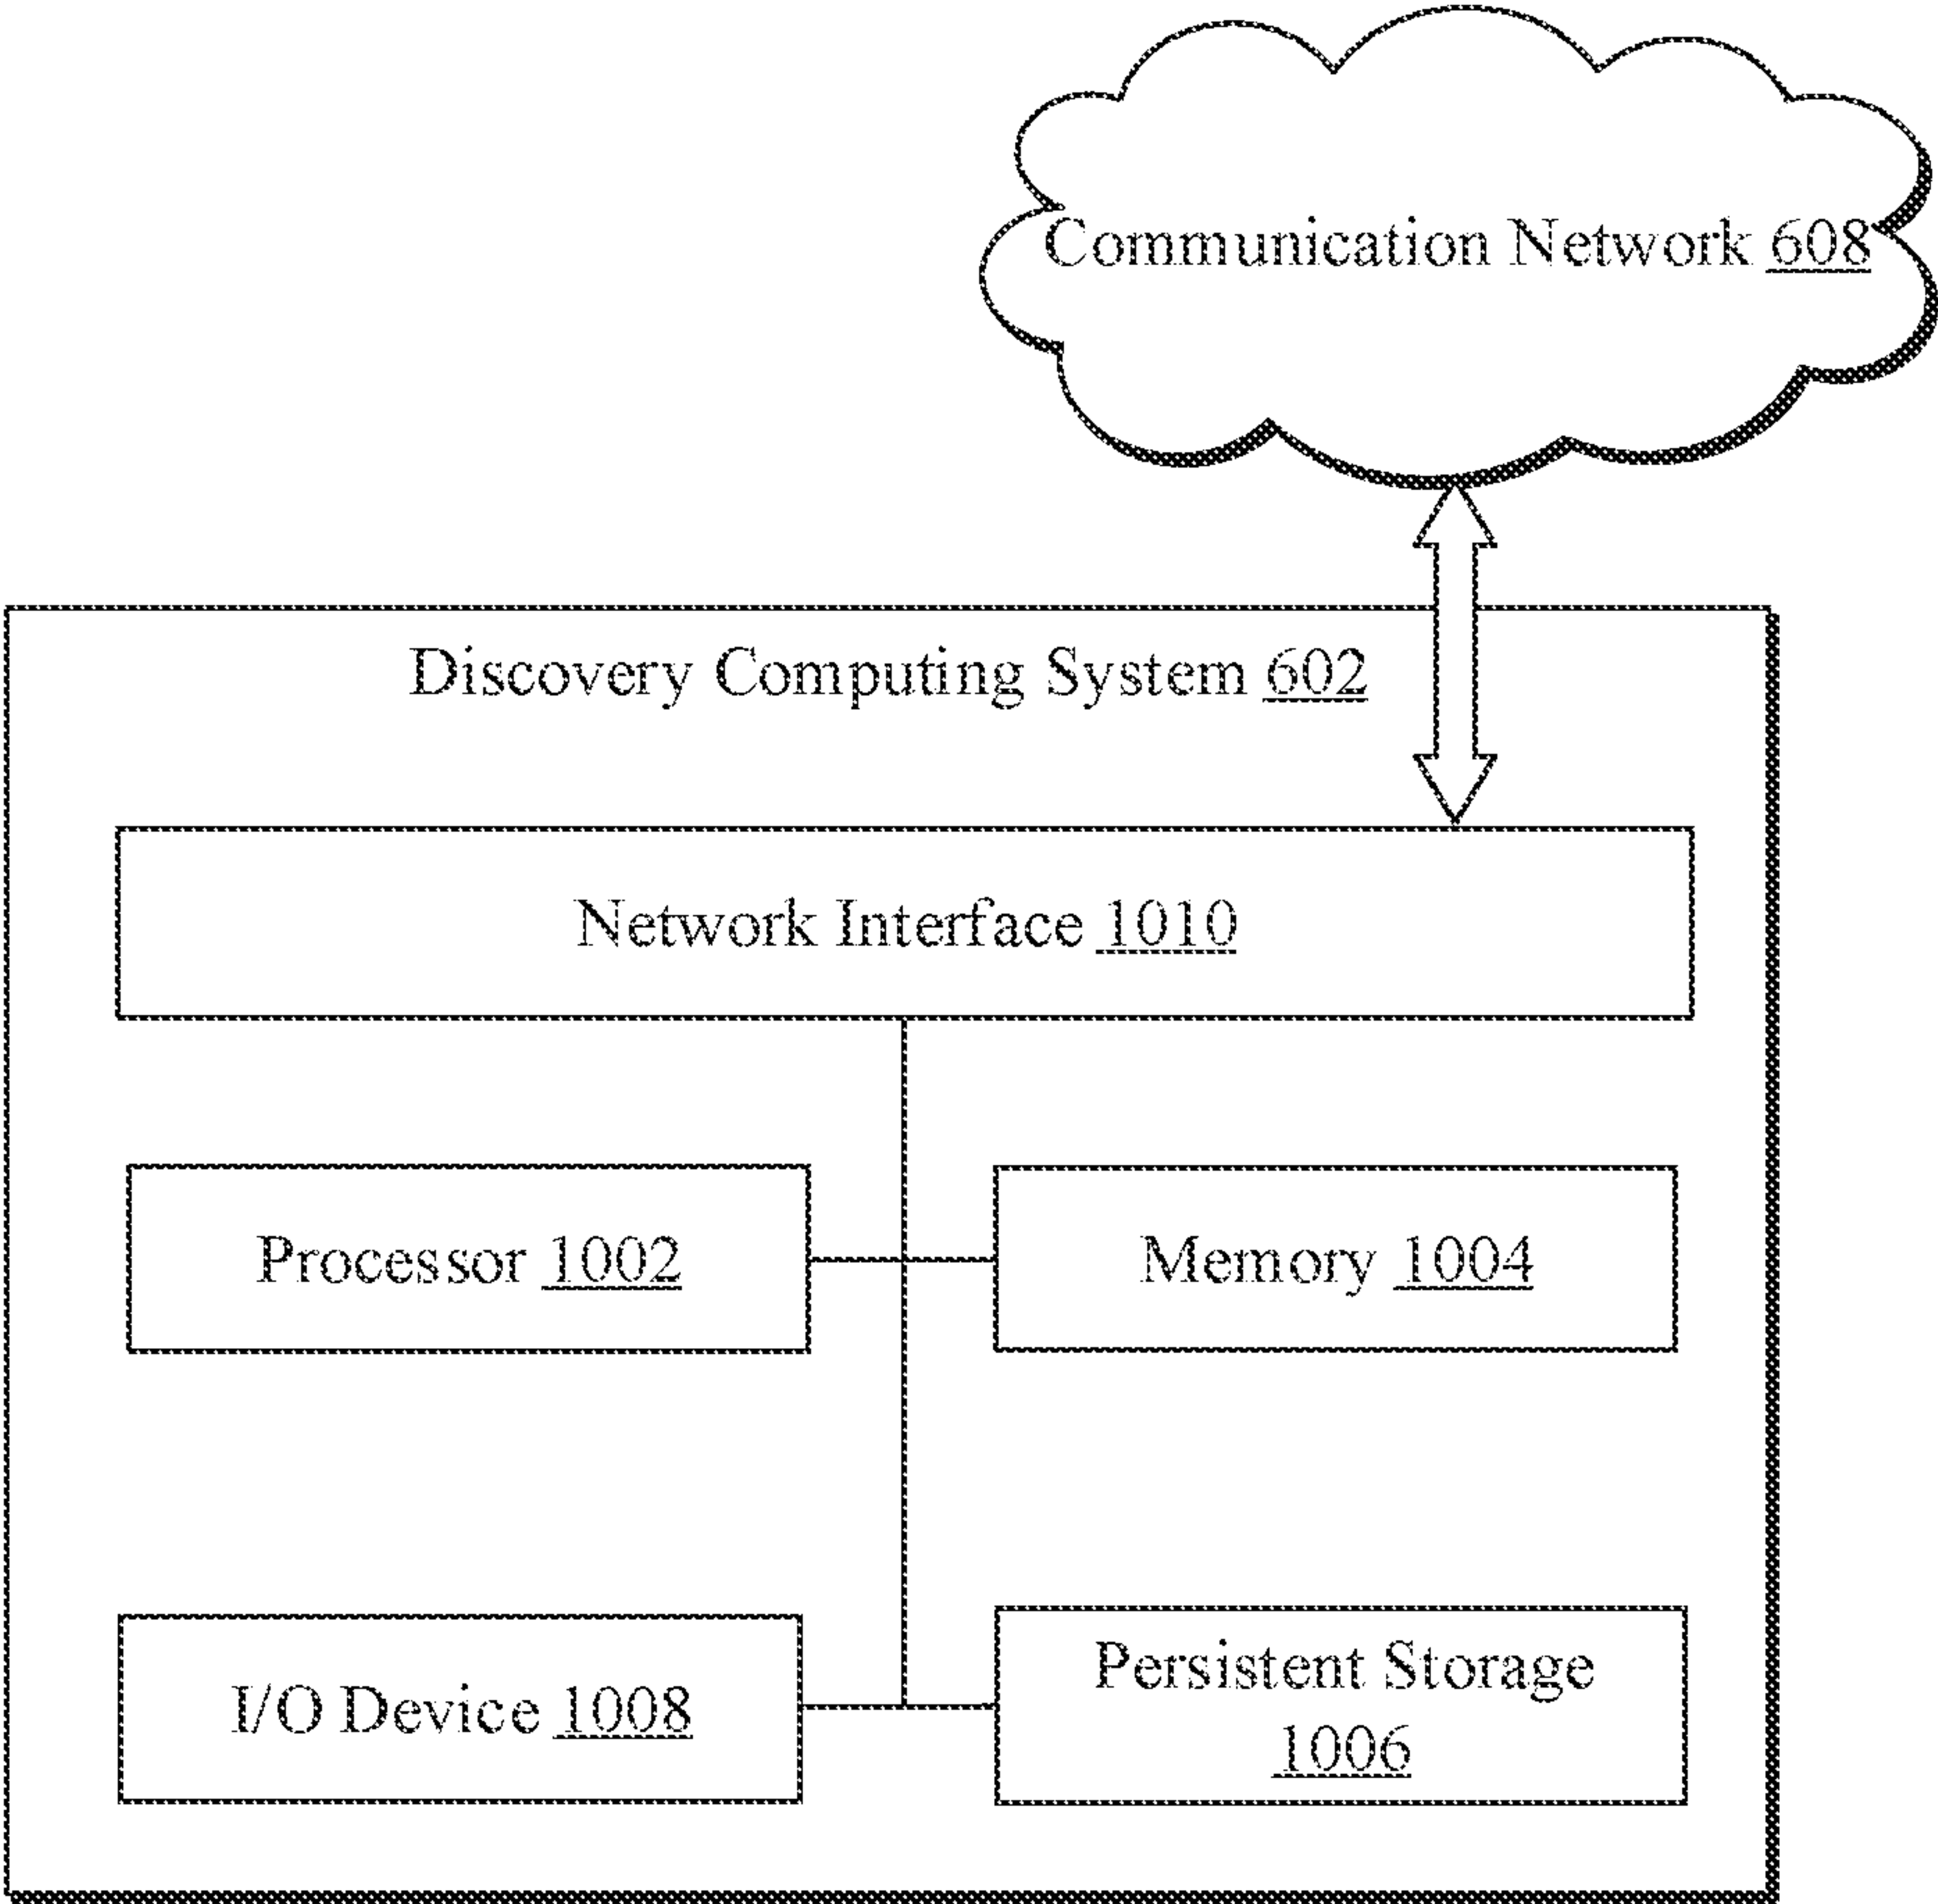 Communication Network 608
Discovery Computing System 602
Network Interface 1010
Processor 1002
Memory 1004
I/O Device 1008
Persistent Storage
1006